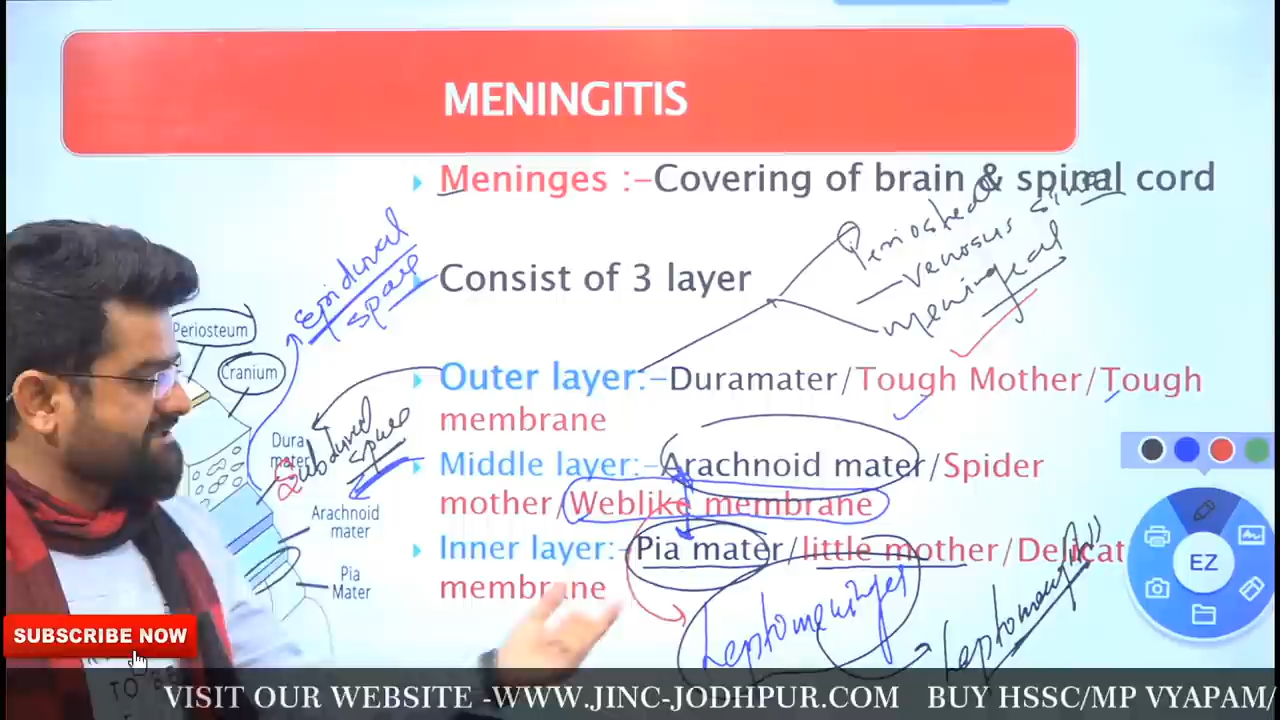 MENINGITIS
Meninges :-Covering of brain & spinal cord
Periosteal
venosus sinus
meningeal
Consist of 3 layer
Epidural
space
Periosteum
Cranium
Outer layer:-Duramater/Tough Mother/Tough
membrane
Subdural
space
Dura
mater
Middle layer:-Arachnoid mater/Spider
mother/Weblike membrane
Arachnoid
mater
Inner layer:-Pia mater/little mother/Delicat
membrane
Pia
Mater
Leptomeninges
EZ
SUBSCRIBE NOW
TO BE
VISIT OUR WEBSITE -WWW.JINC-JODHPUR.COM BUY HSSC/MP VYAPAM/